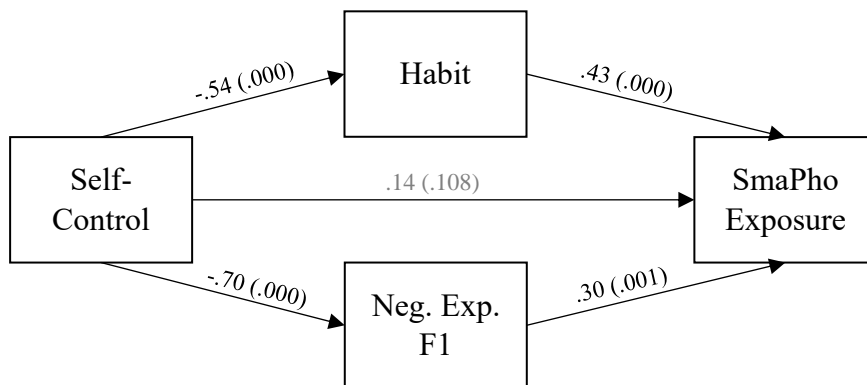 -.54 (.000)
Habit
.43 (.000)
Self-
Control
.14 (.108)
SmaPho
Exposure
-.70 (.000)
Neg. Exp.
F1
.30 (.001)